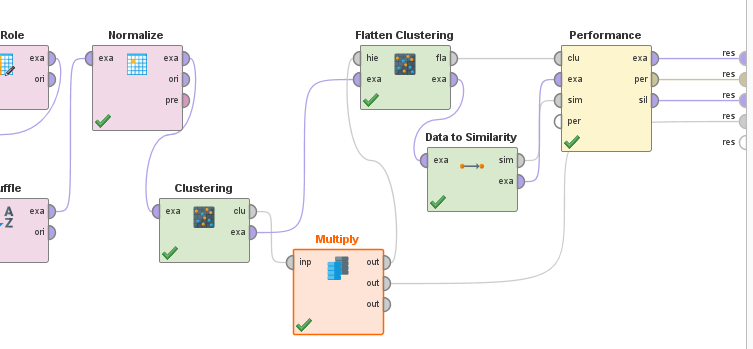 Role
Normalize
Flatten Clustering
Performance
exa
ori
exa
exa
ori
pre
hie
exa
fla
exa
clu
exa
sim
per
exa
per
sil
res
res
res
res
res
Data to Similarity
exa
sim
exa
uffle
A
Z
exa
ori
Clustering
exa
clu
exa
Multiply
inp
out
out
out